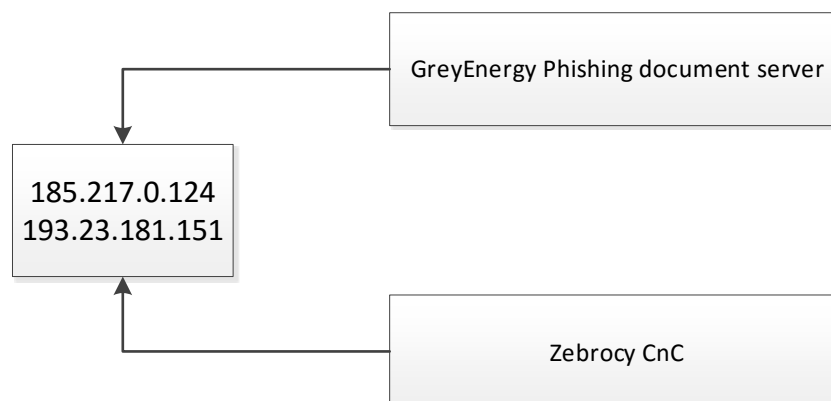 GreyEnergy Phishing document server
185.217.0.124
193.23.181.151
Zebrocy CnC